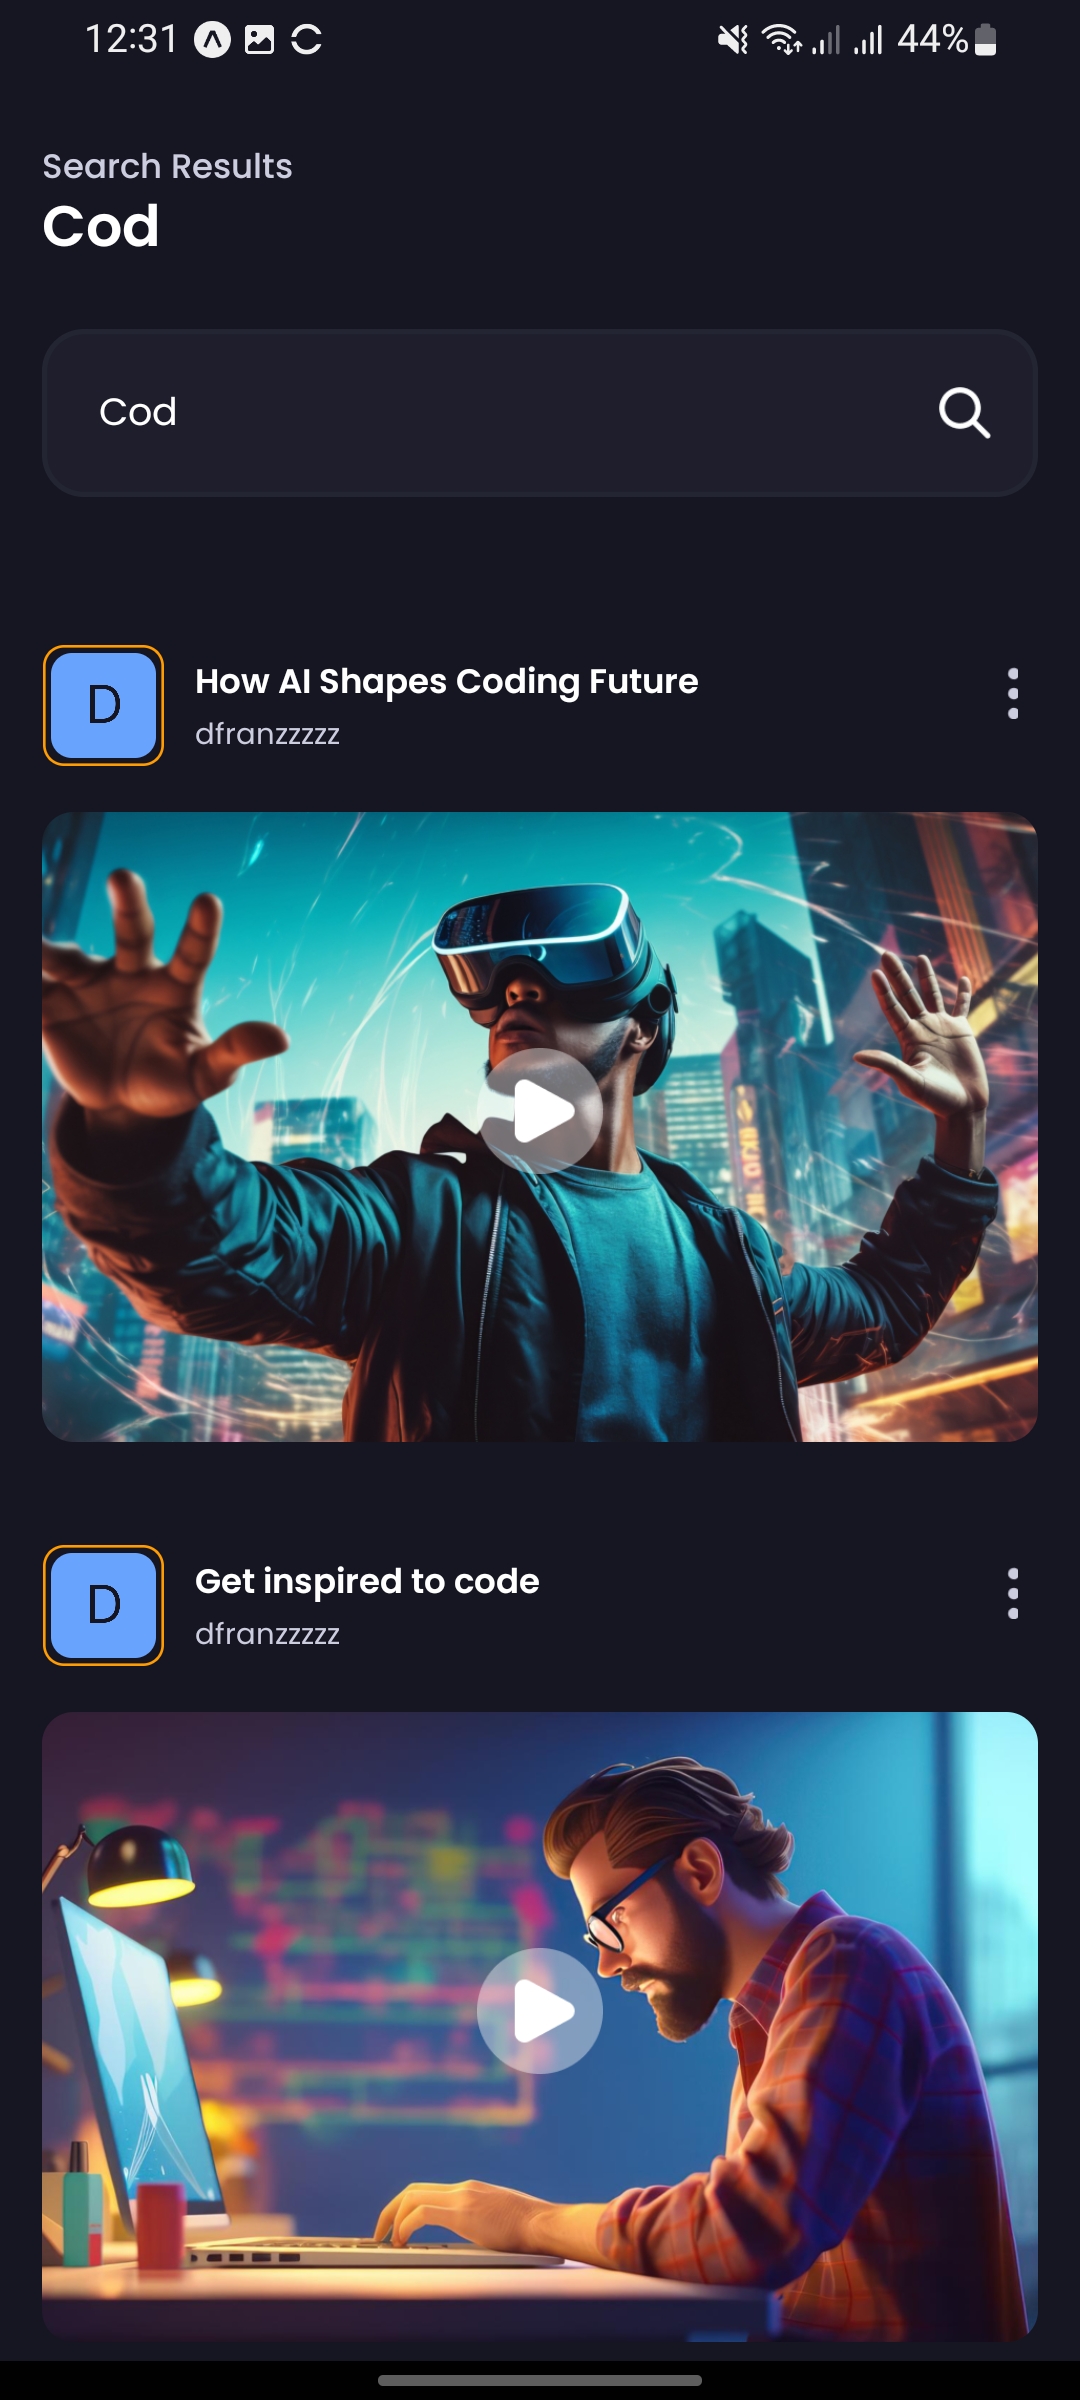 12:31
44%
Search Results
Cod
Cod
D
How AI Shapes Coding Future
dfranzzzzz
D
Get inspired to code
dfranzzzzz